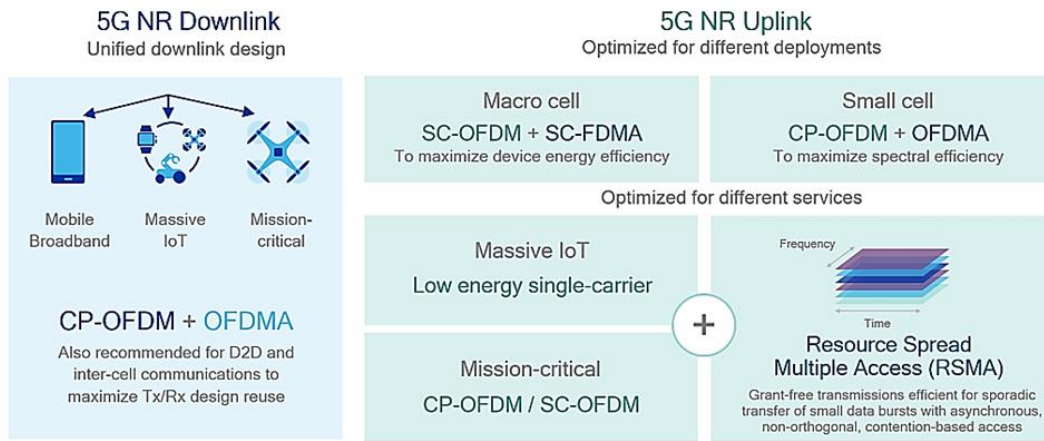 5G NR Downlink
Unified downlink design
Mobile
Broadband
Massive
IoT
Mission-
critical
CP-OFDM + OFDMA
Also recommended for D2D and
inter-cell communications to
maximize Tx/Rx design reuse
5G NR Uplink
Optimized for different deployments
Macro cell
SC-OFDM + SC-FDMA
To maximize device energy efficiency
Small cell
CP-OFDM + OFDMA
To maximize spectral efficiency
Optimized for different services
Massive IoT
Low energy single-carrier
Mission-critical
CP-OFDM / SC-OFDM
+
Frequency
Time
Resource Spread
Multiple Access (RSMA)
Grant-free transmissions efficient for sporadic
transfer of small data bursts with asynchronous,
non-orthogonal, contention-based access